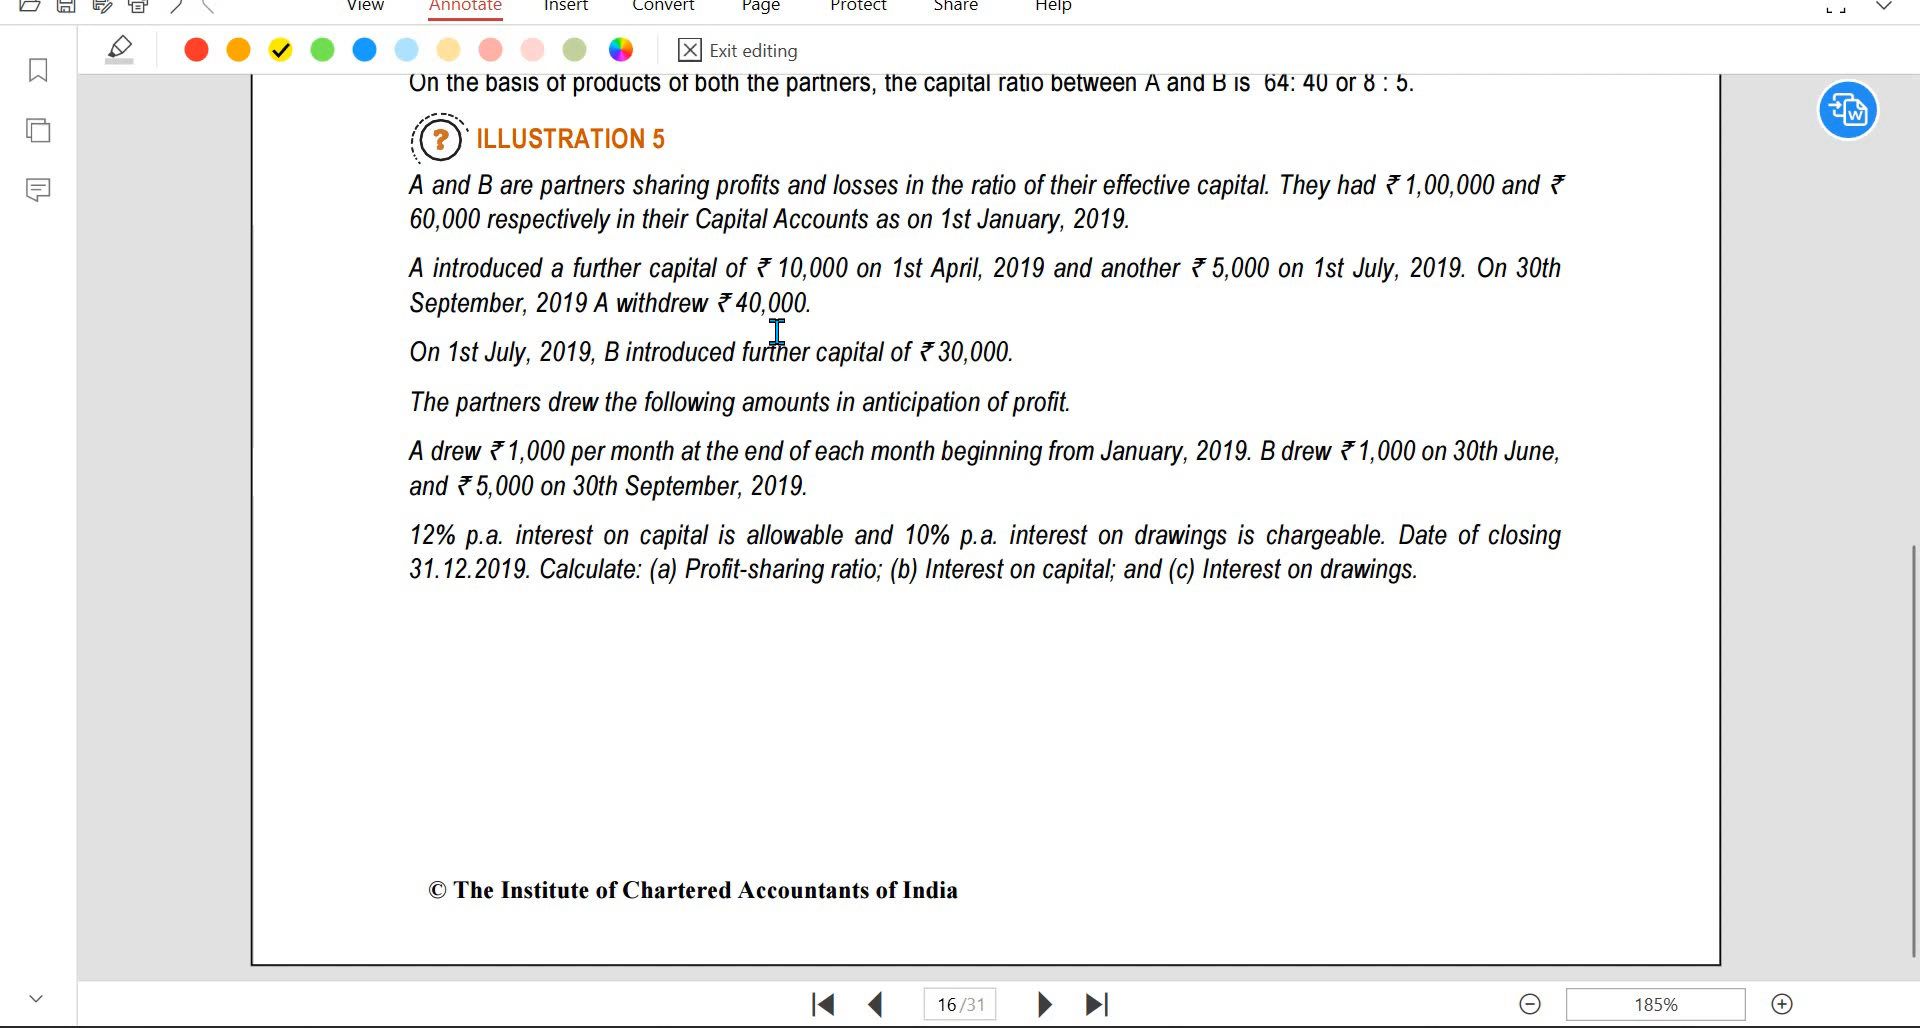 View Annotate Insert Convert Page Protect Share Help
Exit editing
On the basis of products of both the partners, the capital ratio between A and B is 64: 40 or 8 : 5.
? ILLUSTRATION 5
A and B are partners sharing profits and losses in the ratio of their effective capital. They had ₹ 1,00,000 and ₹
60,000 respectively in their Capital Accounts as on 1st January, 2019.
A introduced a further capital of ₹ 10,000 on 1st April, 2019 and another ₹ 5,000 on 1st July, 2019. On 30th
September, 2019 A withdrew ₹ 40,000.
On 1st July, 2019, B introduced further capital of ₹ 30,000.
The partners drew the following amounts in anticipation of profit.
A drew ₹ 1,000 per month at the end of each month beginning from January, 2019. B drew ₹ 1,000 on 30th June,
and ₹ 5,000 on 30th September, 2019.
12% p.a. interest on capital is allowable and 10% p.a. interest on drawings is chargeable. Date of closing
31.12.2019. Calculate: (a) Profit-sharing ratio; (b) Interest on capital; and (c) Interest on drawings.
© The Institute of Chartered Accountants of India
16 /31
185%